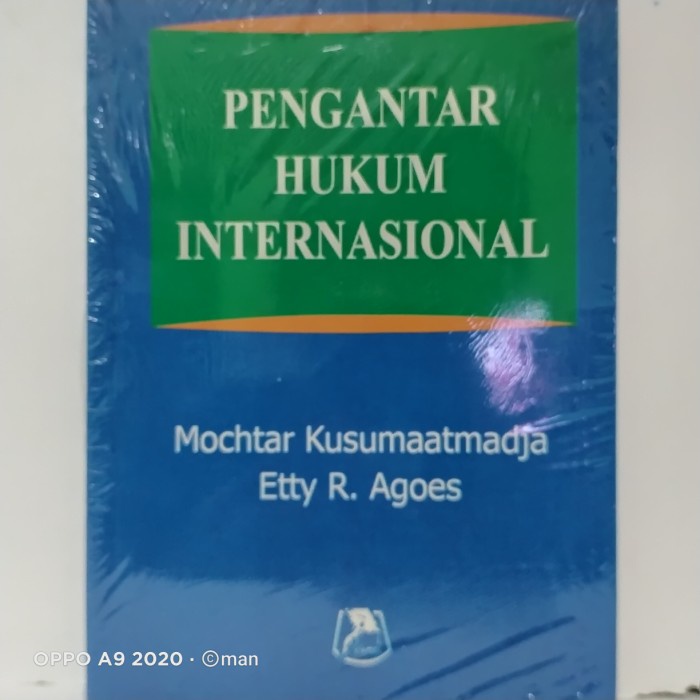 PENGANTAR
HUKUM
INTERNASIONAL
Mochtar Kusumaatmadja
Etty R. Agoes
OPPO A9 2020 · ©man